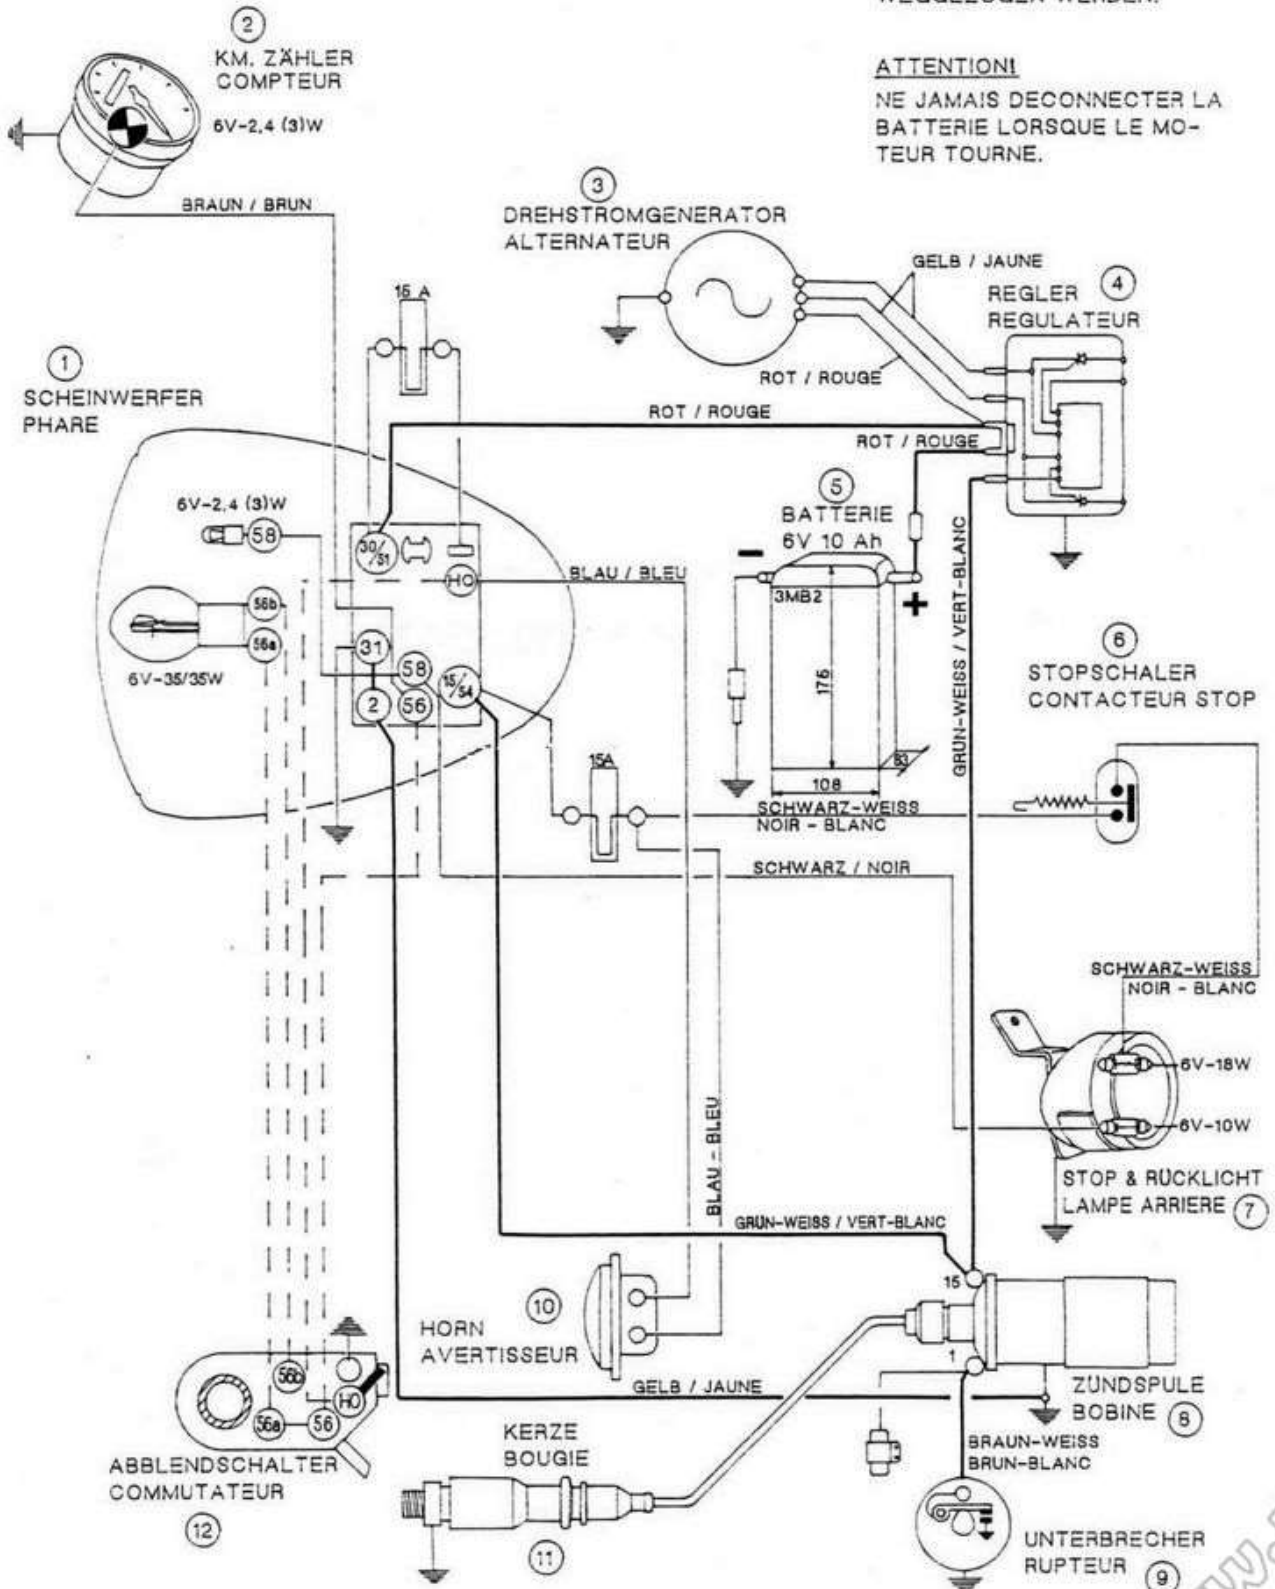 2
KM. ZÄHLER
COMPTEUR
6V-2,4 (3)W
BRAUN / BRUN
ATTENTION!
NE JAMAIS DECONNECTER LA
BATTERIE LORSQUE LE MO-
TEUR TOURNE.
3
DREHSTROMGENERATOR
ALTERNATEUR
GELB / JAUNE
4
REGLER
REGULATEUR
ROT / ROUGE
15 A
1
SCHEINWERFER
PHARE
ROT / ROUGE
ROT / ROUGE
5
BATTERIE
6V 10 Ah
3MB2
176
108
83
-
+
6V-2,4 (3)W
58
30/51
HO
BLAU / BLEU
56b
56a
6V-35/35W
31
58
15/54
2
56
GRÜN-WEISS / VERT-BLANC
6
STOPSCHALER
CONTACTEUR STOP
15A
SCHWARZ-WEISS
NOIR - BLANC
SCHWARZ / NOIR
SCHWARZ-WEISS
NOIR - BLANC
6V-18W
6V-10W
STOP & RÜCKLICHT
LAMPE ARRIERE 7
BLAU - BLEU
GRÜN-WEISS / VERT-BLANC
10
HORN
AVERTISSEUR
15
1
ZÜNDSPULE
BOBINE 8
GELB / JAUNE
56b
HO
56a
56
ABBLENDSCHALTER
COMMUTATEUR
12
KERZE
BOUGIE
11
BRAUN-WEISS
BRUN-BLANC
UNTERBRECHER
RUPTEUR 9